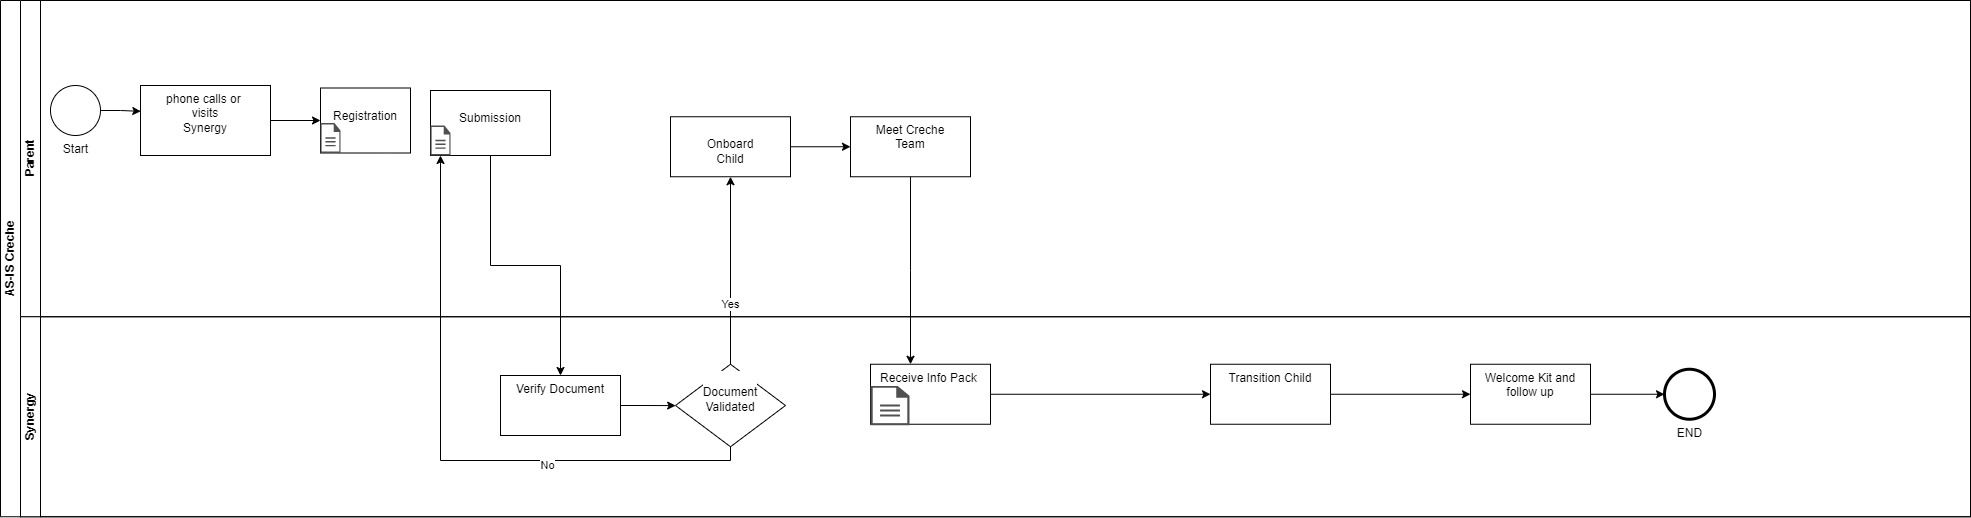 AS-IS Creche
Parent
Start
phone calls or
visits
Synergy
Registration
Submission
Onboard
Child
Meet Creche
Team
Yes
Synergy
Verify Document
Document
Validated
No
Receive Info Pack
Transition Child
Welcome Kit and
follow up
END